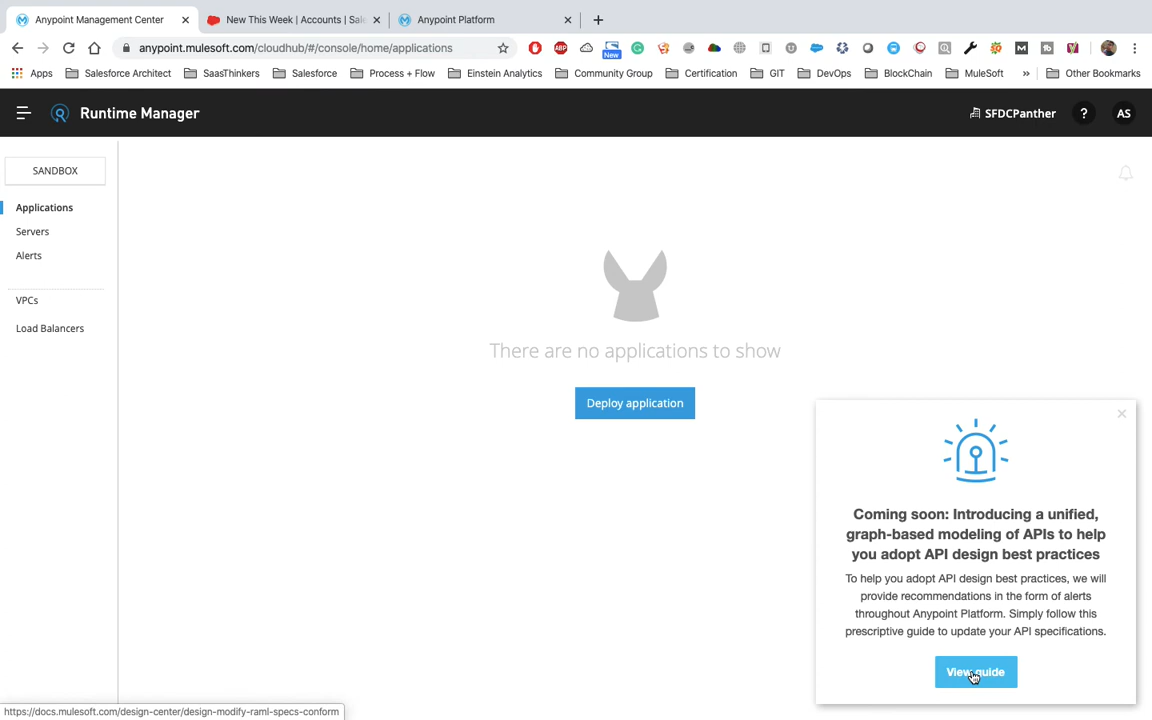 Anypoint Management Center
New This Week | Accounts | Sal
Anypoint Platform
anypoint.mulesoft.com/cloudhub/#/console/home/applications
New
Apps
Salesforce Architect
SaasThinkers
Salesforce
Process + Flow
Einstein Analytics
Community Group
Certification
GIT
DevOps
BlockChain
MuleSoft
»
Other Bookmarks
Runtime Manager
SFDCPanther
?
AS
SANDBOX
Applications
Servers
Alerts
VPCs
Load Balancers
There are no applications to show
Deploy application
Coming soon: Introducing a unified,
graph-based modeling of APIs to help
you adopt API design best practices
To help you adopt API design best practices, we will
provide recommendations in the form of alerts
throughout Anypoint Platform. Simply follow this
prescriptive guide to update your API specifications.
View guide
https://docs.mulesoft.com/design-center/design-modify-raml-specs-conform